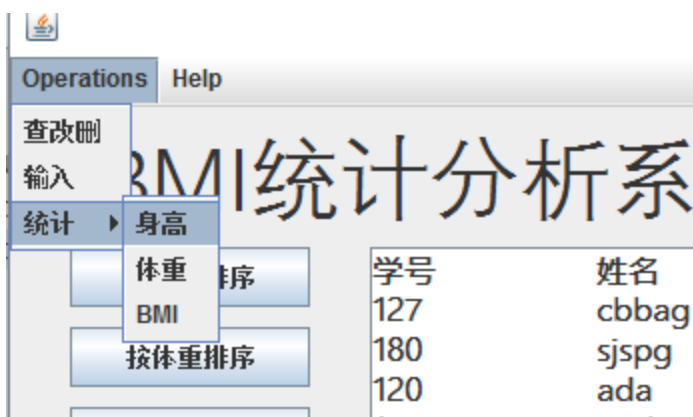 Operations Help
查改删
输入
BMI统计分析系
统计
身高
体重
BMI
排序
按体重排序
学号 姓名
127 cbbag
180 sjspg
120 ada